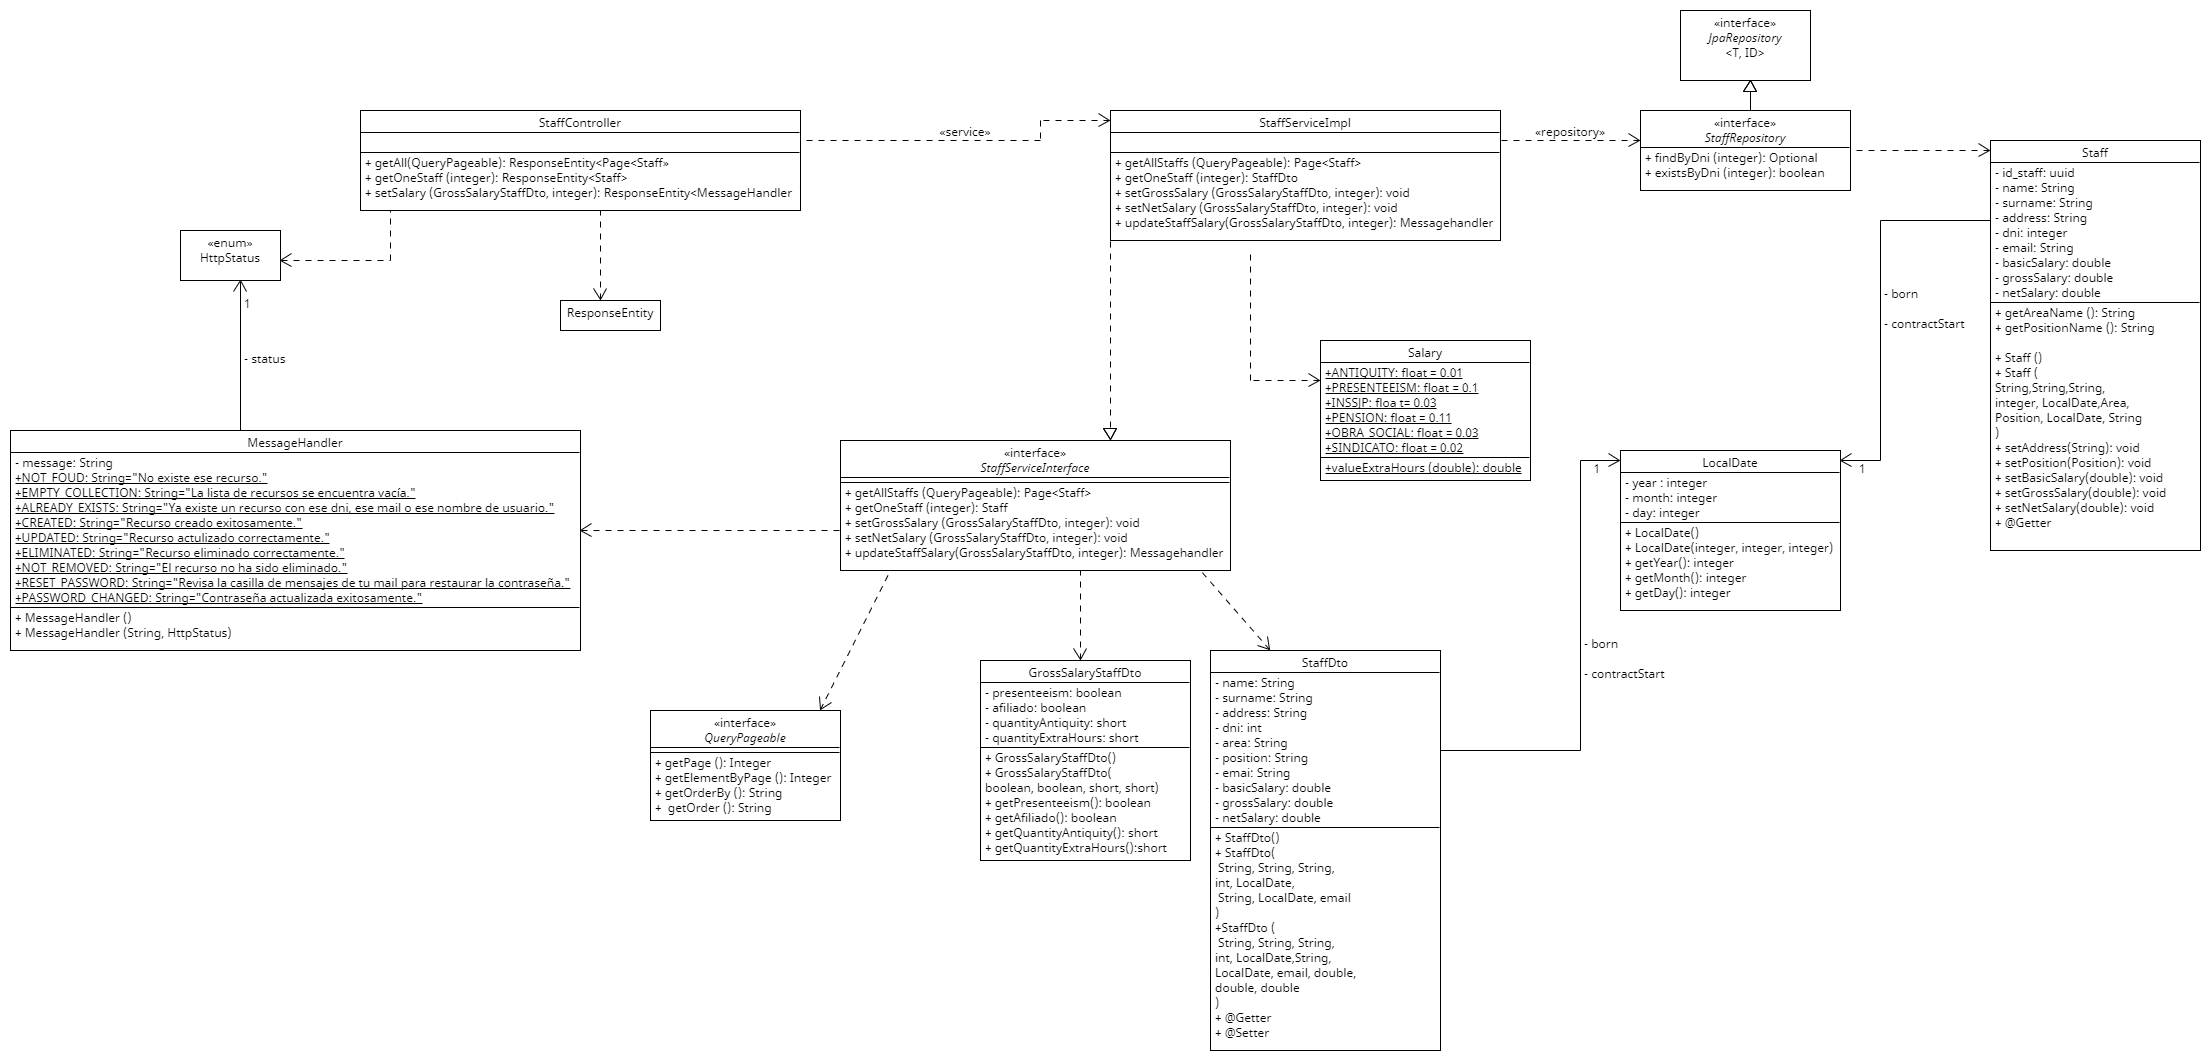 «interface»
JpaRepository
<T, ID>
StaffController
+ getAll(QueryPageable): ResponseEntity<Page<Staff»
+ getOneStaff (integer): ResponseEntity<Staff>
+ setSalary (GrossSalaryStaffDto, integer): ResponseEntity<MessageHandler
«service»
StaffServiceImpl
+ getAllStaffs (QueryPageable): Page<Staff>
+ getOneStaff (integer): StaffDto
+ setGrossSalary (GrossSalaryStaffDto, integer): void
+ setNetSalary (GrossSalaryStaffDto, integer): void
+ updateStaffSalary(GrossSalaryStaffDto, integer): Messagehandler
«repository»
«interface»
StaffRepository
+ findByDni (integer): Optional
+ existsByDni (integer): boolean
Staff
- id_staff: uuid
- name: String
- surname: String
- address: String
- dni: integer
- email: String
- basicSalary: double
- grossSalary: double
- netSalary: double
+ getAreaName (): String
+ getPositionName (): String
+ Staff ()
+ Staff (
String,String,String,
integer, LocalDate,Area,
Position, LocalDate, String
)
+ setAddress(String): void
+ setPosition(Position): void
+ setBasicSalary(double): void
+ setGrossSalary(double): void
+ setNetSalary(double): void
+ @Getter
- born
- contractStart
1
«enum»
HttpStatus
1
- status
ResponseEntity
Salary
+ANTIQUITY: float = 0.01
+PRESENTEEISM: float = 0.1
+INSSJP: floa t= 0.03
+PENSION: float = 0.11
+OBRA_SOCIAL: float = 0.03
+SINDICATO: float = 0.02
+valueExtraHours (double): double
MessageHandler
- message: String
+NOT_FOUD: String="No existe ese recurso."
+EMPTY_COLLECTION: String="La lista de recursos se encuentra vacía."
+ALREADY_EXISTS: String="Ya existe un recurso con ese dni, ese mail o ese nombre de usuario."
+CREATED: String="Recurso creado exitosamente."
+UPDATED: String="Recurso actulizado correctamente."
+ELIMINATED: String="Recurso eliminado correctamente."
+NOT_REMOVED: String="El recurso no ha sido eliminado."
+RESET_PASSWORD: String="Revisa la casilla de mensajes de tu mail para restaurar la contraseña."
+PASSWORD_CHANGED: String="Contraseña actualizada exitosamente."
+ MessageHandler ()
+ MessageHandler (String, HttpStatus)
«interface»
StaffServiceInterface
+ getAllStaffs (QueryPageable): Page<Staff>
+ getOneStaff (integer): Staff
+ setGrossSalary (GrossSalaryStaffDto, integer): void
+ setNetSalary (GrossSalaryStaffDto, integer): void
+ updateStaffSalary(GrossSalaryStaffDto, integer): Messagehandler
1
LocalDate
- year : integer
- month: integer
- day: integer
+ LocalDate()
+ LocalDate(integer, integer, integer)
+ getYear(): integer
+ getMonth(): integer
+ getDay(): integer
- born
- contractStart
«interface»
QueryPageable
+ getPage (): Integer
+ getElementByPage (): Integer
+ getOrderBy (): String
+  getOrder (): String
GrossSalaryStaffDto
- presenteeism: boolean
- afiliado: boolean
- quantityAntiquity: short
- quantityExtraHours: short
+ GrossSalaryStaffDto()
+ GrossSalaryStaffDto(
boolean, boolean, short, short)
+ getPresenteeism(): boolean
+ getAfiliado(): boolean
+ getQuantityAntiquity(): short
+ getQuantityExtraHours():short
StaffDto
- name: String
- surname: String
- address: String
- dni: int
- area: String
- position: String
- emai: String
- basicSalary: double
- grossSalary: double
- netSalary: double
+ StaffDto()
+ StaffDto(
String, String, String,
int, LocalDate,
String, LocalDate, email
)
+StaffDto (
String, String, String,
int, LocalDate,String,
LocalDate, email, double,
double, double
)
+ @Getter
+ @Setter